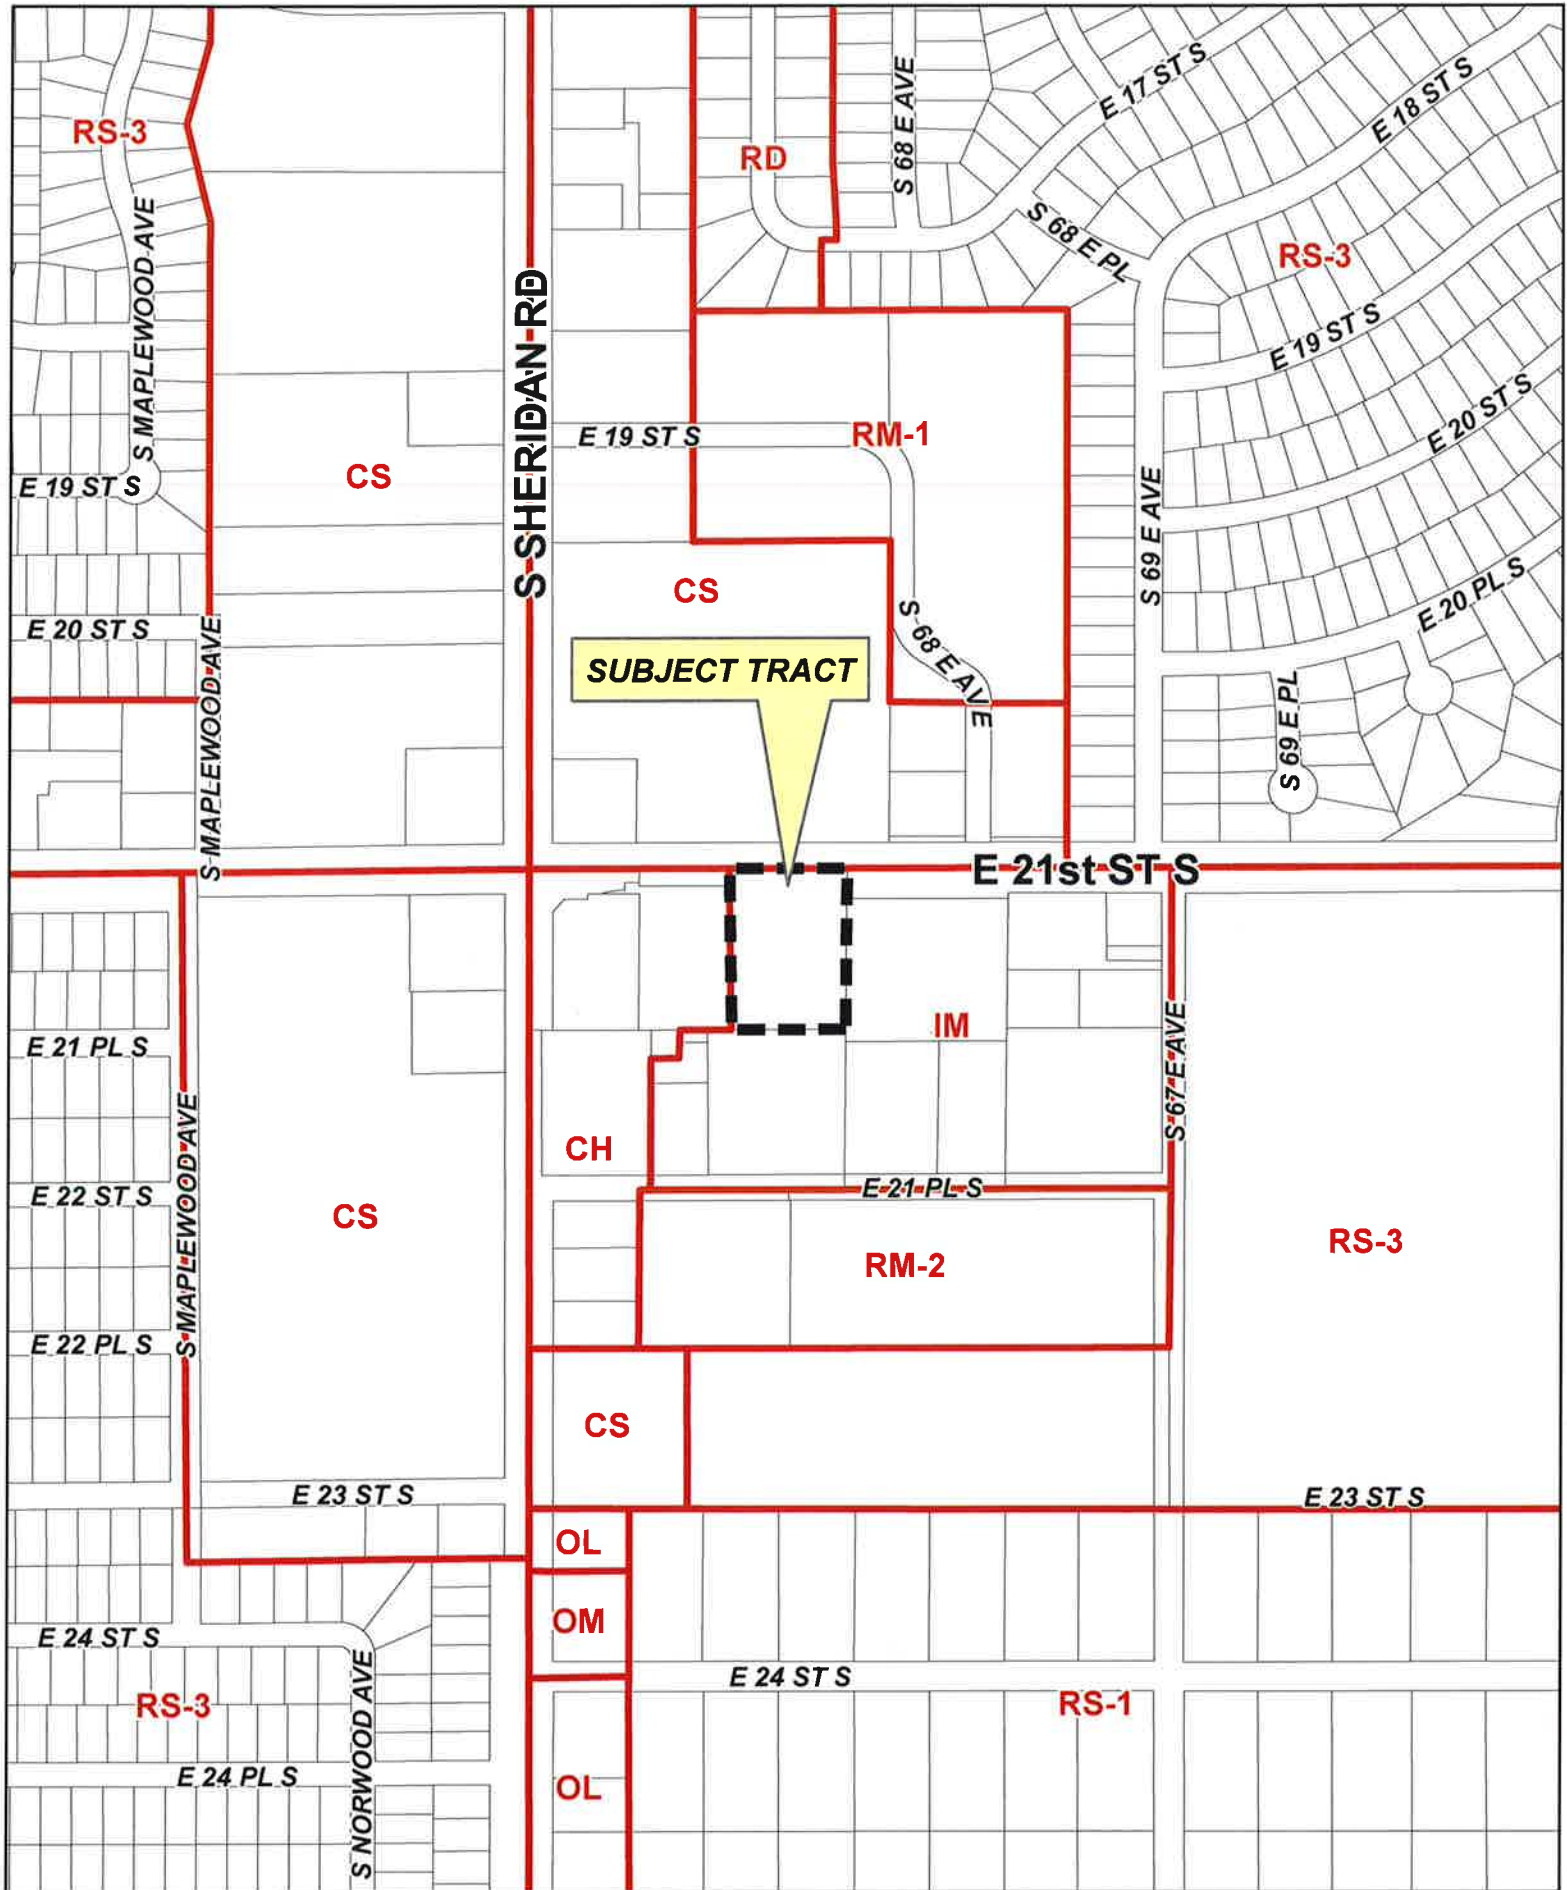 E 17 ST S
S 68 E AVE
E 18 ST S
RS-3
RD
S MAPLEWOOD AVE
S 68 E PL
RS-3
S SHERIDAN RD
E 19 ST S
E 19 ST S
RM-1
E 20 ST S
CS
E 19 ST S
S 69 E AVE
CS
E 20 PL S
E 20 ST S
S 68 E AVE
SUBJECT TRACT
S MAPLEWOOD AVE
S 69 E PL
E 21st ST S
IM
E 21 PL S
S 67 E AVE
CH
S MAPLEWOOD AVE
E 21 PL S
E 22 ST S
CS
RS-3
RM-2
E 22 PL S
CS
E 23 ST S
E 23 ST S
OL
OM
E 24 ST S
E 24 ST S
RS-3
RS-1
S NORWOOD AVE
E 24 PL S
OL